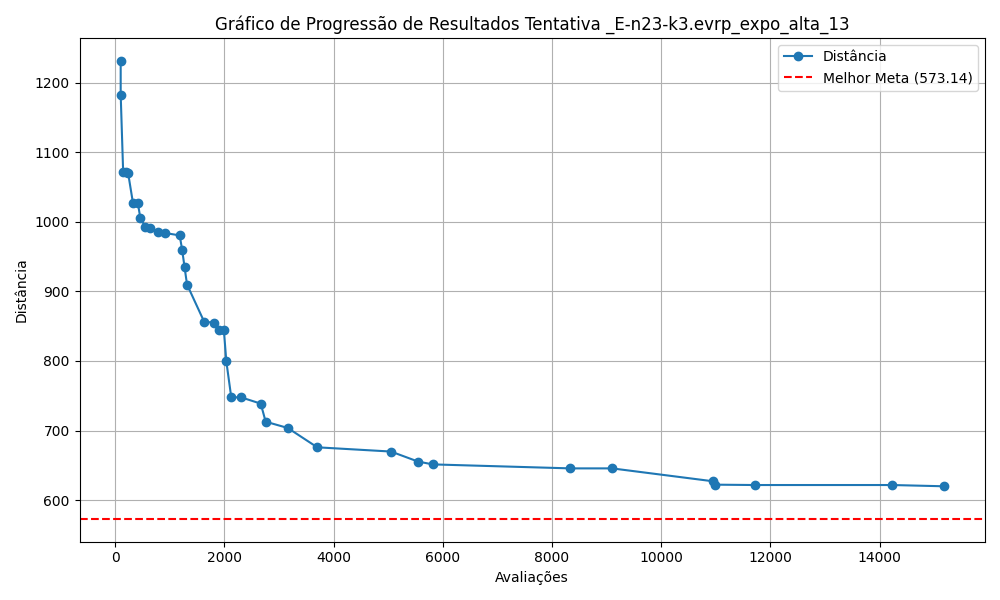 Gráfico de Progressão de Resultados Tentativa _E-n23-k3.evrp_expo_alta_13
Distância
Melhor Meta (573.14)
1200
1100
1000
900
800
700
600
Distância
0 2000 4000 6000 8000 10000 12000 14000
Avaliações